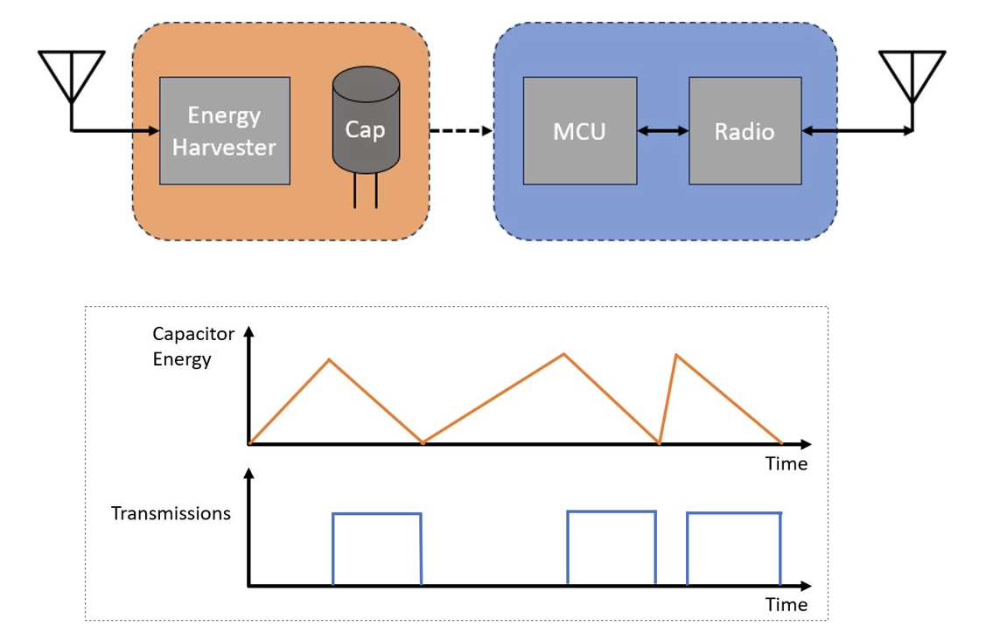 Energy
Harvester
Cap
MCU
Radio
Capacitor
Energy
Time
Transmissions
Time